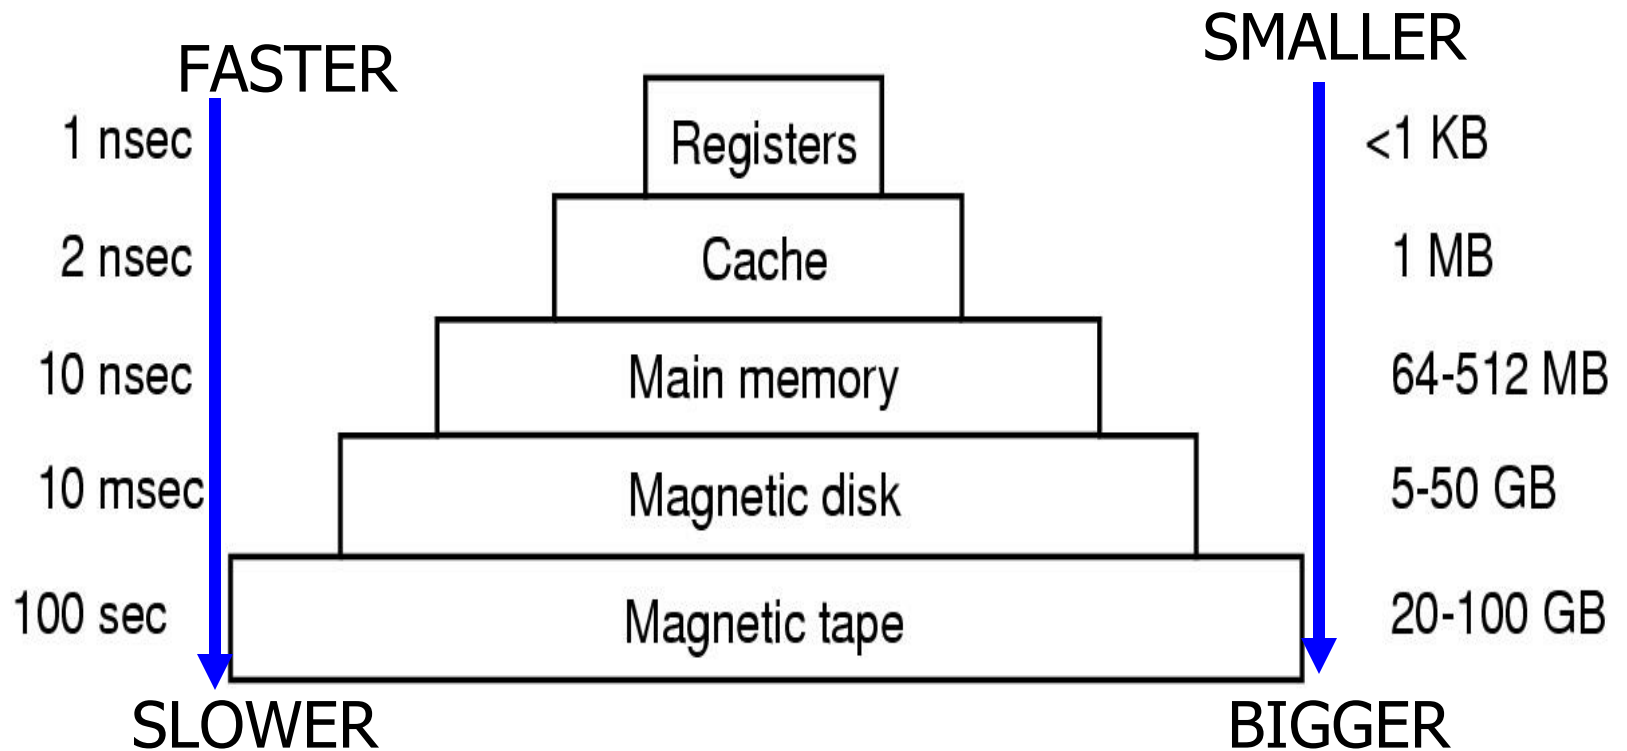 FASTER
SMALLER
1 nsec
Registers
<1 KB
2 nsec
Cache
1 MB
10 nsec
Main memory
64-512 MB
10 msec
Magnetic disk
5-50 GB
100 sec
Magnetic tape
20-100 GB
SLOWER
BIGGER